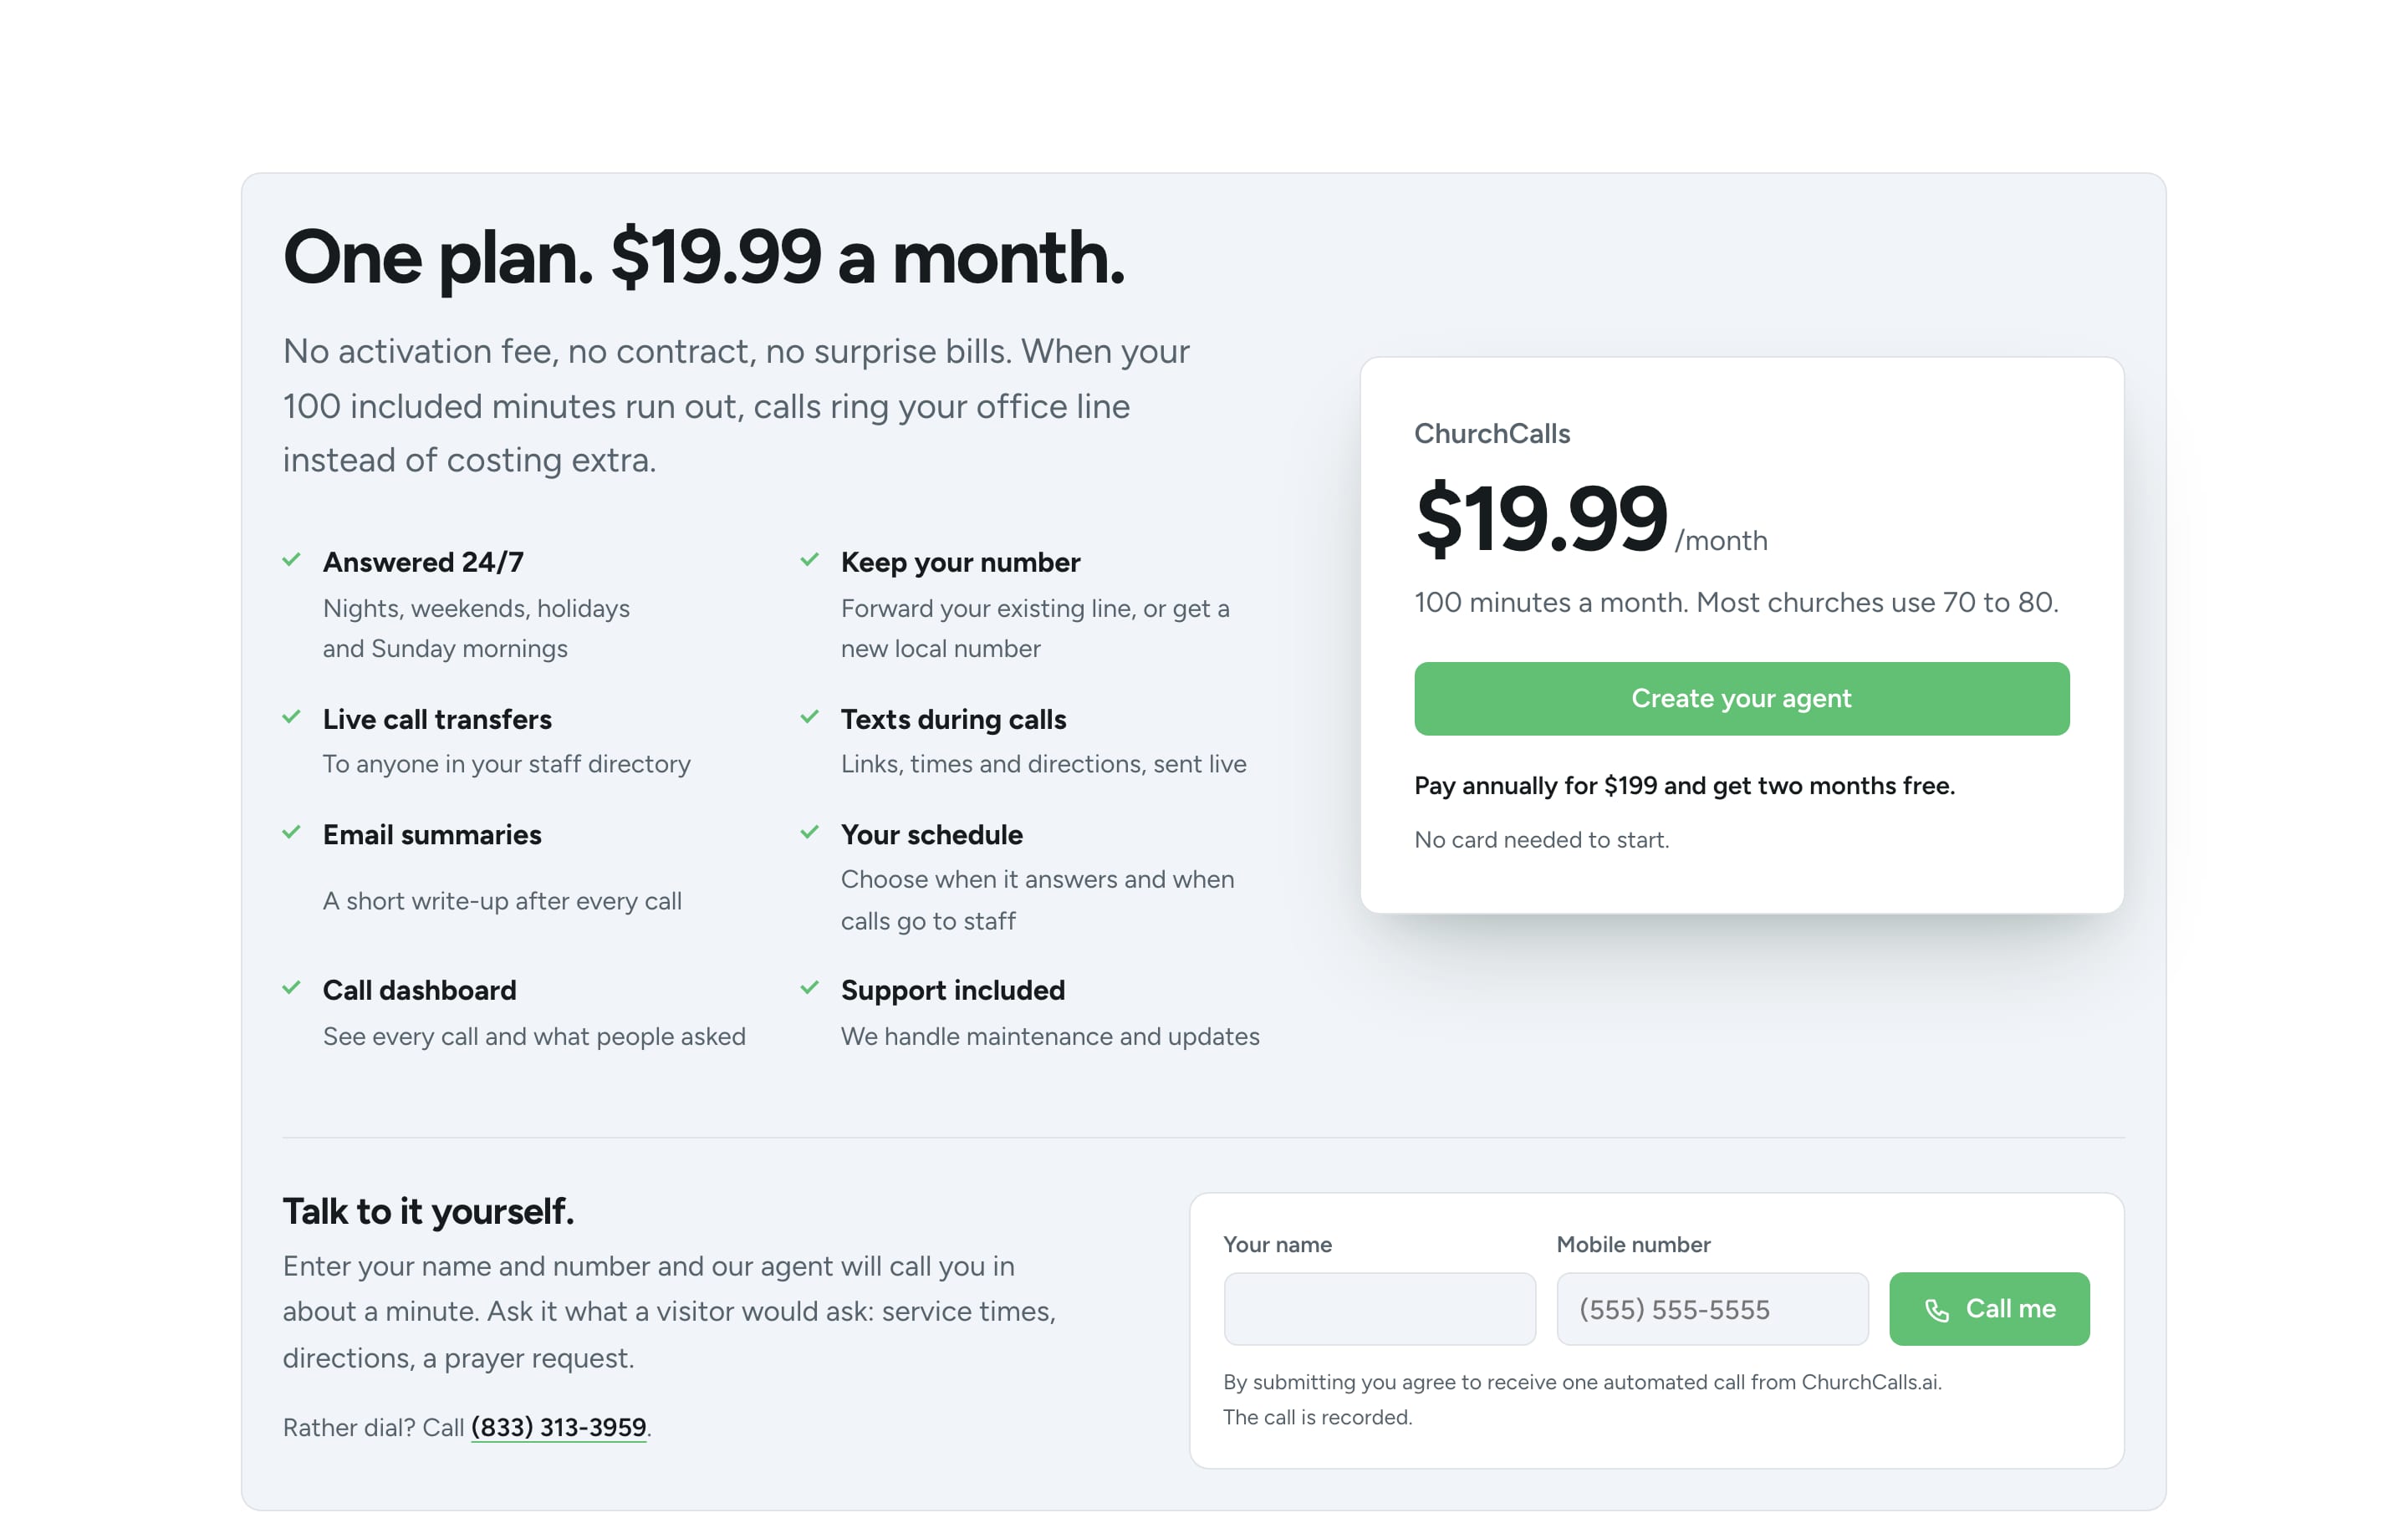 One plan. $19.99 a month.
No activation fee, no contract, no surprise bills. When your
100 included minutes run out, calls ring your office line
instead of costing extra.
Answered 24/7
Nights, weekends, holidays
and Sunday mornings
Keep your number
Forward your existing line, or get a
new local number
Live call transfers
To anyone in your staff directory
Texts during calls
Links, times and directions, sent live
Email summaries
A short write-up after every call
Your schedule
Choose when it answers and when
calls go to staff
Call dashboard
See every call and what people asked
Support included
We handle maintenance and updates
ChurchCalls
$19.99/month
100 minutes a month. Most churches use 70 to 80.
Create your agent
Pay annually for $199 and get two months free.
No card needed to start.
Talk to it yourself.
Enter your name and number and our agent will call you in
about a minute. Ask it what a visitor would ask: service times,
directions, a prayer request.
Rather dial? Call (833) 313-3959.
Your name
Mobile number
(555) 555-5555
Call me
By submitting you agree to receive one automated call from ChurchCalls.ai.
The call is recorded.